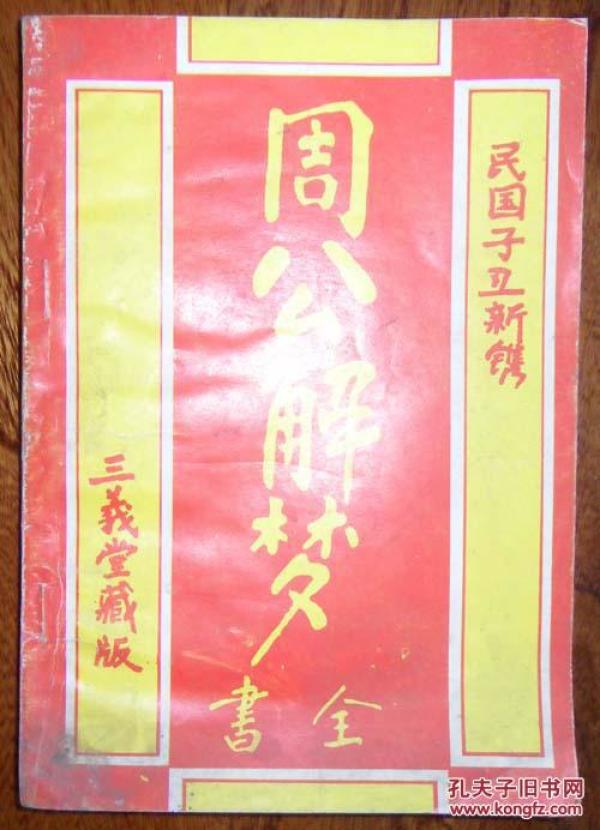 民国子丑新镌
周公解梦
全書
三義堂藏版
孔夫子旧书网
www.kongfz.com